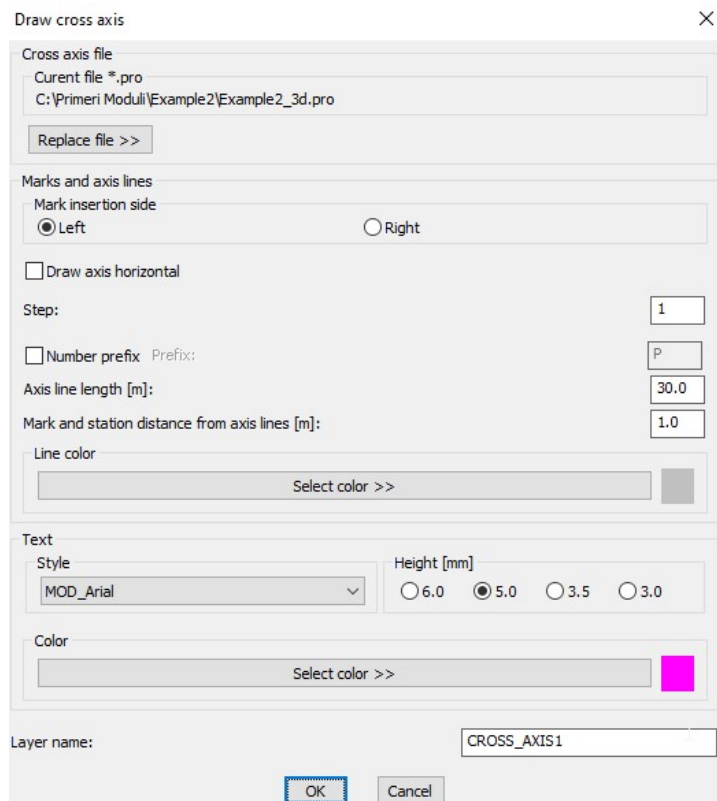 Draw cross axis
Cross axis file
Curent file *.pro
C:\Primeri Moduli\Example2\Example2_3d.pro
Replace file >>
Marks and axis lines
Mark insertion side
Left Right
Draw axis horizontal
Step: 1
Number prefix Prefix: P
Axis line length [m]: 30.0
Mark and station distance from axis lines [m]: 1.0
Line color
Select color >>
Text
Style Height [mm]
MOD_Arial 6.0 5.0 3.5 3.0
Color
Select color >>
Layer name: CROSS_AXIS1
OK Cancel